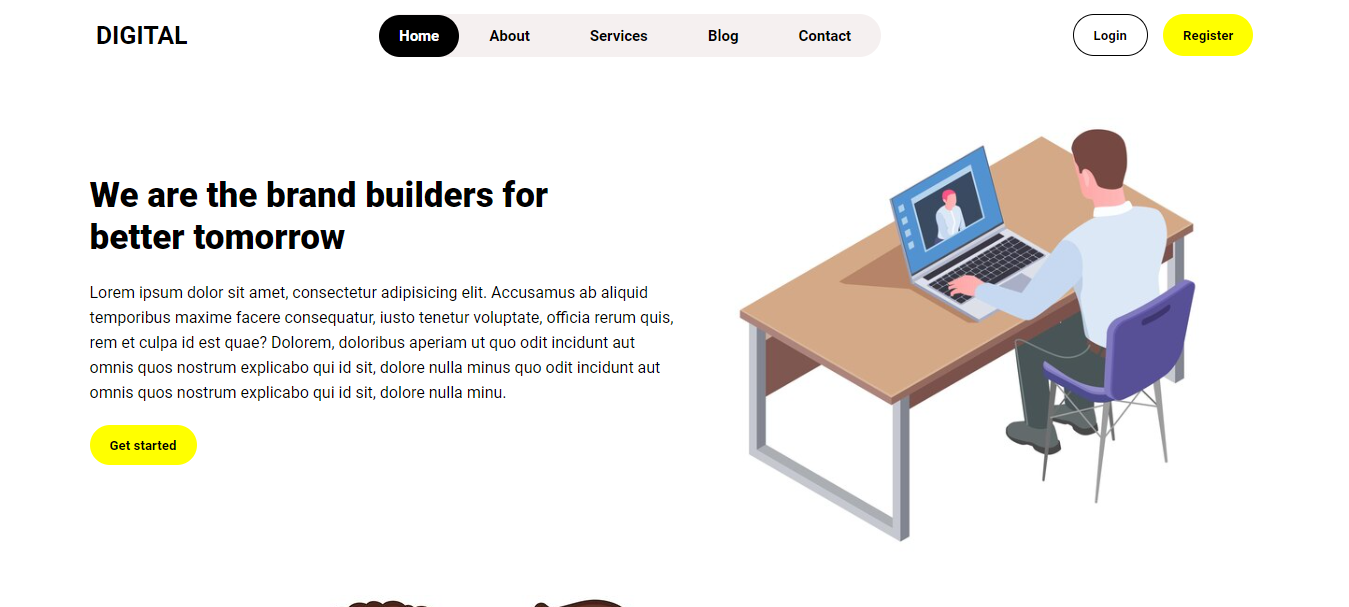 DIGITAL
Home About Services Blog Contact
Login Register
We are the brand builders for
better tomorrow
Lorem ipsum dolor sit amet, consectetur adipisicing elit. Accusamus ab aliquid
temporibus maxime facere consequatur, iusto tenetur voluptate, officia rerum quis,
rem et culpa id est quae? Dolorem, doloribus aperiam ut quo odit incidunt aut
omnis quos nostrum explicabo qui id sit, dolore nulla minus quo odit incidunt aut
omnis quos nostrum explicabo qui id sit, dolore nulla minu.
Get started